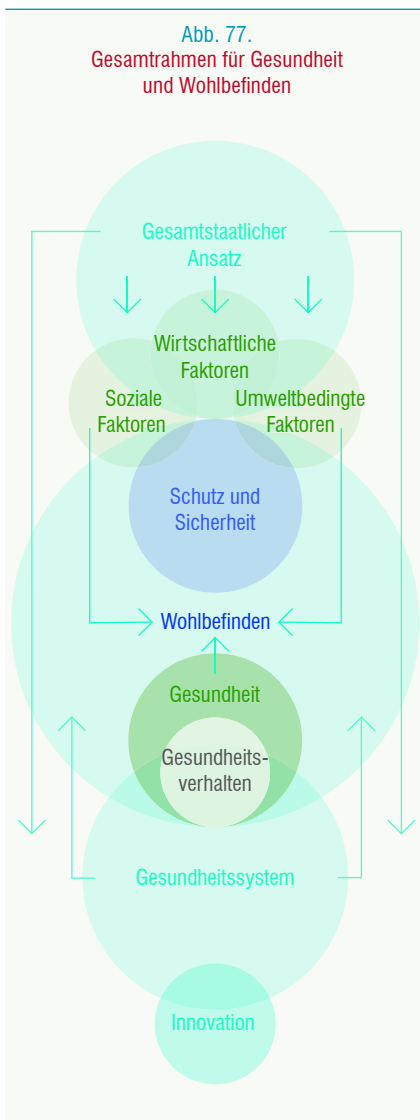 Abb. 77.
Gesamtrahmen für Gesundheit
und Wohlbefinden
Gesamtstaatlicher
Ansatz
Wirtschaftliche
Faktoren
Soziale
Faktoren
Umweltbedingte
Faktoren
Schutz und
Sicherheit
Wohlbefinden
Gesundheit
Gesundheits-
verhalten
Gesundheitssystem
Innovation